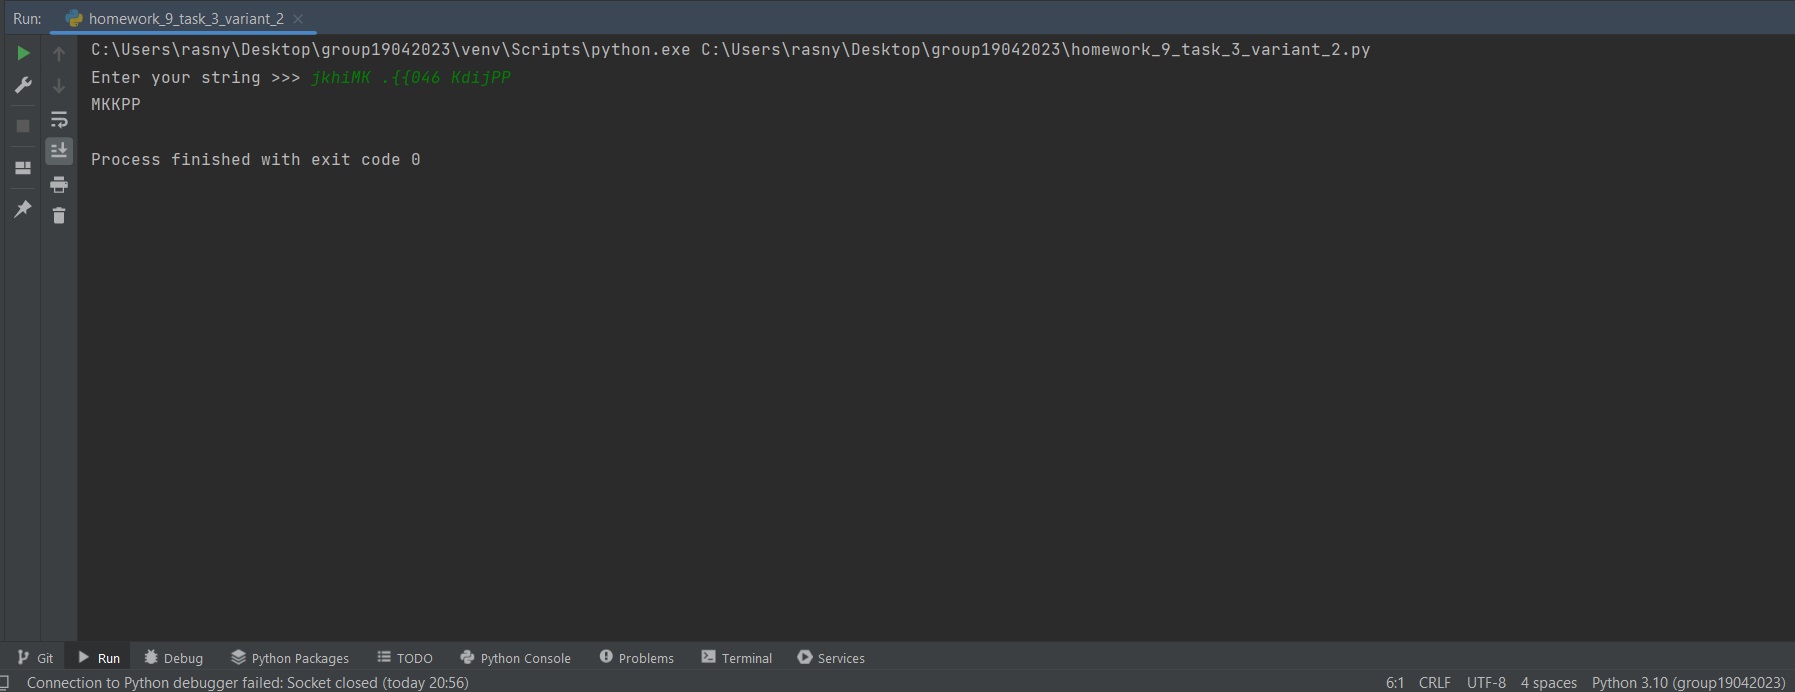 Run: homework_9_task_3_variant_2
C:\Users\rasny\Desktop\group19042023\venv\Scripts\python.exe C:\Users\rasny\Desktop\group19042023\homework_9_task_3_variant_2.py
Enter your string >>> jkhiMK .{{046 KdijPP
MKKPP
Process finished with exit code 0
Git Run Debug Python Packages TODO Python Console Problems Terminal Services
Connection to Python debugger failed: Socket closed (today 20:56) 6:1 CRLF UTF-8 4 spaces Python 3.10 (group19042023)